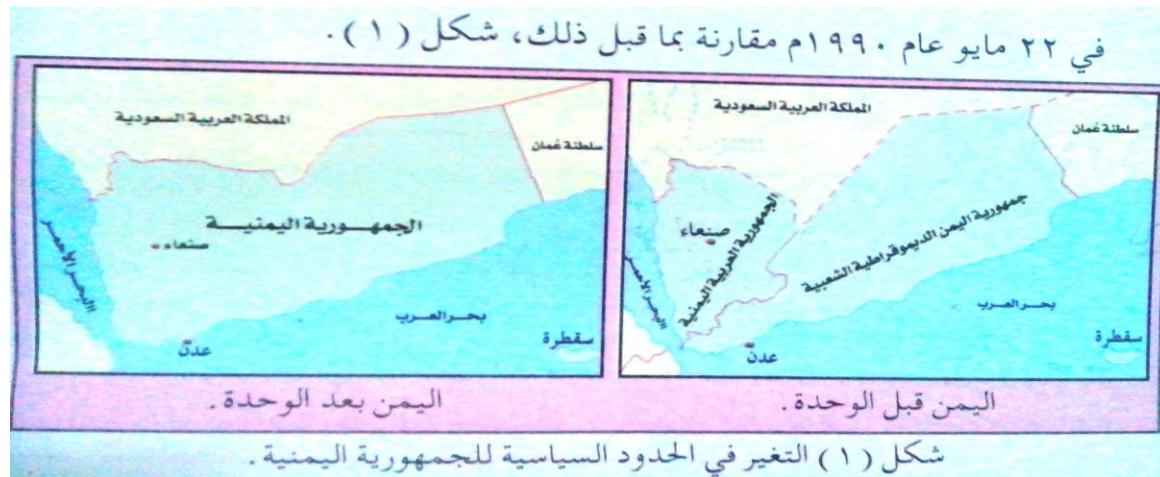 في ٢٢ مايو عام ١٩٩٠م مقارنة بما قبل ذلك، شكل (١).
المملكة العربية السعودية
سلطنة عُمان
الجمهورية العربية اليمنية
صنعاء
جمهورية اليمن الديموقراطية الشعبية
البحر الأحمر
بحر العرب
عدن
سقطرة
اليمن قبل الوحدة.
المملكة العربية السعودية
سلطنة عُمان
الجمهورية اليمنية
صنعاء
البحر الأحمر
بحر العرب
عدن
سقطرة
اليمن بعد الوحدة.
شكل (١) التغير في الحدود السياسية للجمهورية اليمنية.